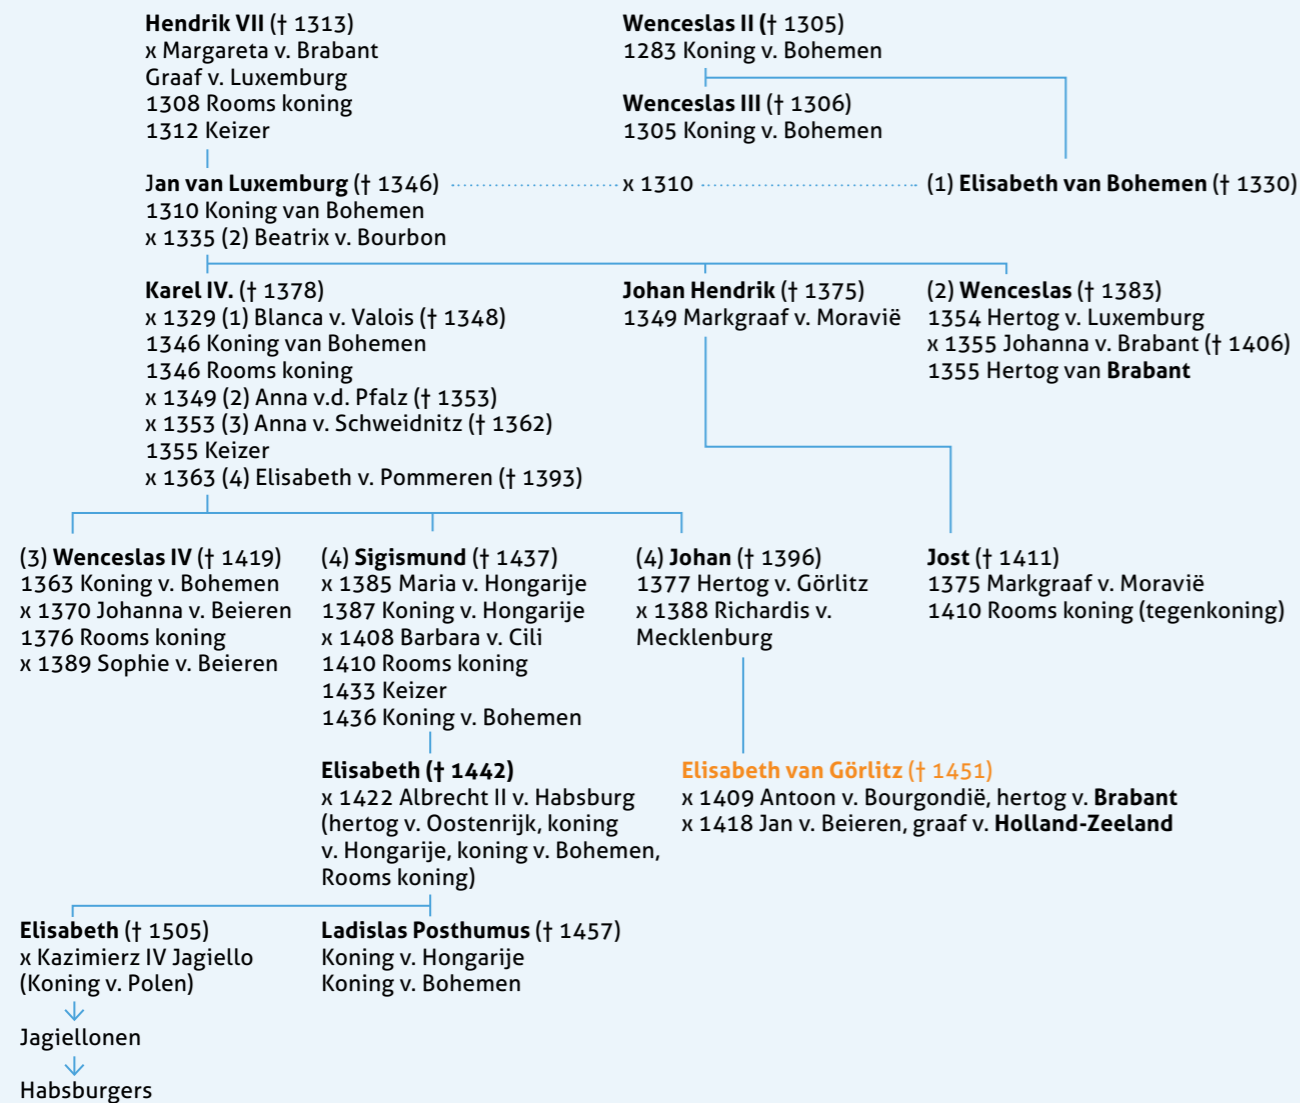 Hendrik VII († 1313)
x Margareta v. Brabant
Graaf v. Luxemburg
1308 Rooms koning
1312 Keizer
Wenceslas II († 1305)
1283 Koning v. Bohemen
Wenceslas III († 1306)
1305 Koning v. Bohemen
Jan van Luxemburg († 1346)
1310 Koning van Bohemen
x 1335 (2) Beatrix v. Bourbon
x 1310
(1) Elisabeth van Bohemen († 1330)
Karel IV. († 1378)
x 1329 (1) Blanca v. Valois († 1348)
1346 Koning van Bohemen
1346 Rooms koning
x 1349 (2) Anna v.d. Pfalz († 1353)
x 1353 (3) Anna v. Schweidnitz († 1362)
1355 Keizer
x 1363 (4) Elisabeth v. Pommeren († 1393)
Johan Hendrik († 1375)
1349 Markgraaf v. Moravië
(2) Wenceslas († 1383)
1354 Hertog v. Luxemburg
x 1355 Johanna v. Brabant († 1406)
1355 Hertog van Brabant
(3) Wenceslas IV († 1419)
1363 Koning v. Bohemen
x 1370 Johanna v. Beieren
1376 Rooms koning
x 1389 Sophie v. Beieren
(4) Sigismund († 1437)
x 1385 Maria v. Hongarije
1387 Koning v. Hongarije
x 1408 Barbara v. Cili
1410 Rooms koning
1433 Keizer
1436 Koning v. Bohemen
(4) Johan († 1396)
1377 Hertog v. Görlitz
x 1388 Richardis v.
Mecklenburg
Jost († 1411)
1375 Markgraaf v. Moravië
1410 Rooms koning (tegenkoning)
Elisabeth († 1442)
x 1422 Albrecht II v. Habsburg
(hertog v. Oostenrijk, koning
v. Hongarije, koning v. Bohemen,
Rooms koning)
Elisabeth van Görlitz († 1451)
x 1409 Antoon v. Bourgondië, hertog v. Brabant
x 1418 Jan v. Beieren, graaf v. Holland-Zeeland
Elisabeth († 1505)
x Kazimierz IV Jagiello
(Koning v. Polen)
Ladislas Posthumus († 1457)
Koning v. Hongarije
Koning v. Bohemen
Jagiellonen
Habsburgers